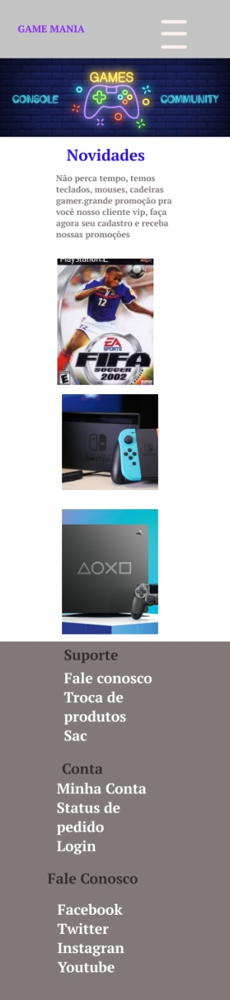 GAME MANIA
GAMES
CONSOLE
COMMUNITY
Novidades
Não perca tempo, temos
teclados, mouses, cadeiras
gamer.grande promoção pra
você nosso cliente vip, faça
agora seu cadastro e receba
nossas promoções
PlayStation.2
12
EA
SPORTS
FIFA
SOCCER
2002
E
Suporte
Fale conosco
Troca de
produtos
Sac
Conta
Minha Conta
Status de
pedido
Login
Fale Conosco
Facebook
Twitter
Instagran
Youtube